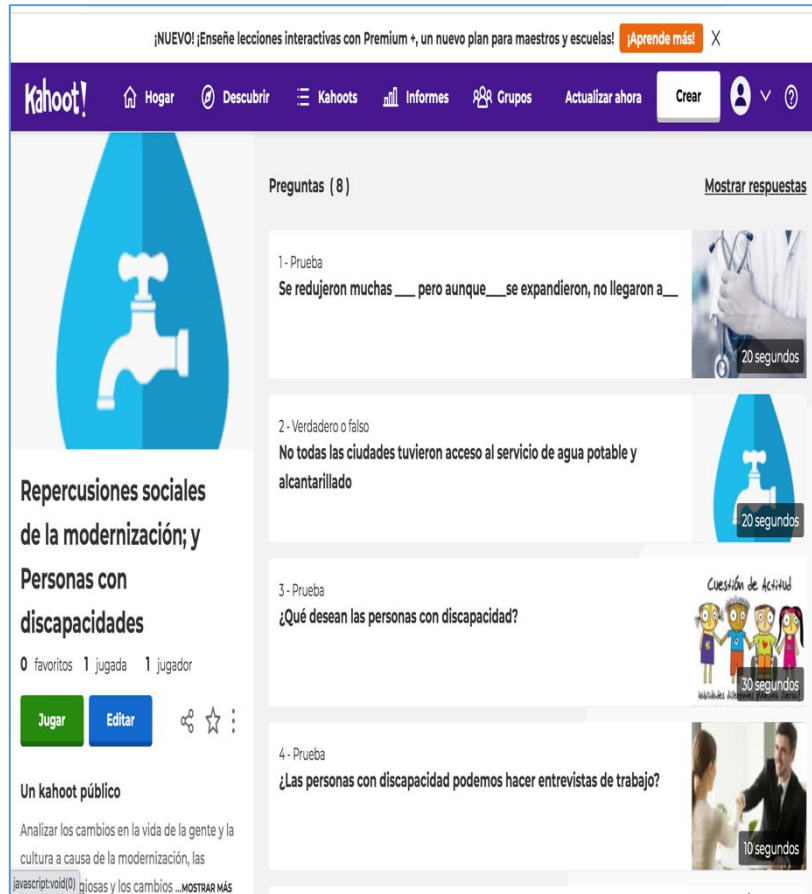 ¡NUEVO! ¡Enseñe lecciones interactivas con Premium +, un nuevo plan para maestros y escuelas! ¡Aprende más! X
Kahoot! Hogar Descubrir Kahoots Informes Grupos Actualizar ahora Crear
Preguntas (8) Mostrar respuestas
1 - Prueba
Se redujeron muchas ___ pero aunque___se expandieron, no llegaron a__
20 segundos
2 - Verdadero o falso
No todas las ciudades tuvieron acceso al servicio de agua potable y
alcantarillado
20 segundos
3 - Prueba
¿Qué desean las personas con discapacidad?
Cuestión de Actitud
30 segundos
4 - Prueba
¿Las personas con discapacidad podemos hacer entrevistas de trabajo?
10 segundos
Repercusiones sociales
de la modernización; y
Personas con
discapacidades
0 favoritos 1 jugada 1 jugador
Jugar Editar
Un kahoot público
Analizar los cambios en la vida de la gente y la
cultura a causa de la modernización, las
javascript:void(0) giosas y los cambios ...MOSTRAR MÁS